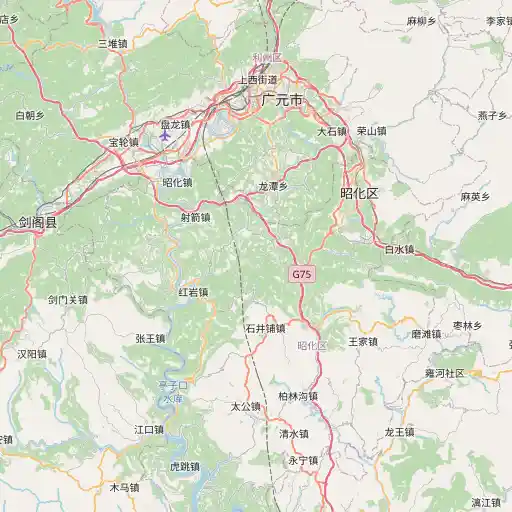 店乡
麻柳乡
李家镇
三堆镇
利州区
上西街道
广元市
白朝乡
燕子乡
盘龙镇
大石镇
荣山镇
宝轮镇
昭化镇
龙潭乡
昭化区
麻英乡
剑阁县
射箭镇
白水镇
G75
红岩镇
剑门关镇
石井铺镇
枣林乡
张王镇
昭化区
王家镇
磨滩镇
汉阳镇
雍河社区
亭子口
水库
柏林沟镇
太公镇
江口镇
清水镇
龙王镇
安镇
虎跳镇
永宁镇
木马镇
漓江镇